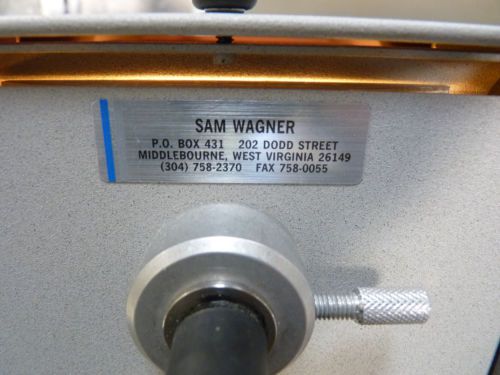 SAM WAGNER
P.O. BOX 431 202 DODD STREET
MIDDLEBOURNE, WEST VIRGINIA 26149
(304) 758-2370 FAX 758-0055